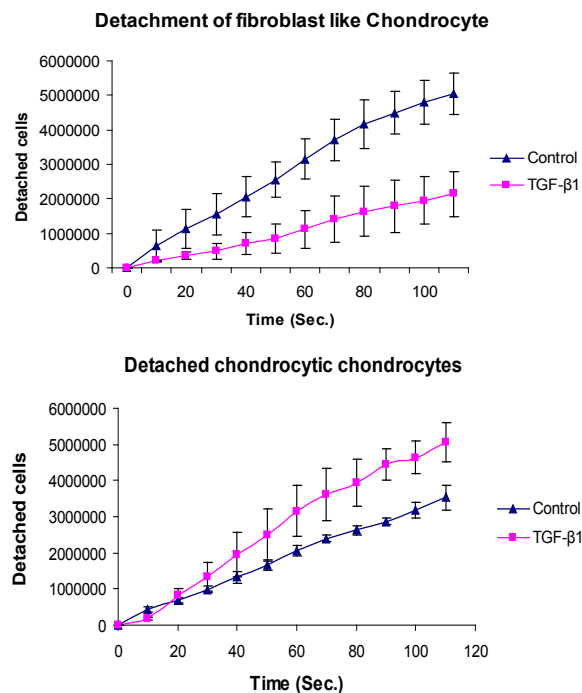 Detachment of fibroblast like Chondrocyte
6000000
5000000
4000000
3000000
2000000
1000000
0
Detached cells
0 20 40 60 80 100
Time (Sec.)
Control
TGF-β1
Detached chondrocytic chondrocytes
6000000
5000000
4000000
3000000
2000000
1000000
0
Detached cells
0 20 40 60 80 100 120
Time (Sec.)
Control
TGF-β1